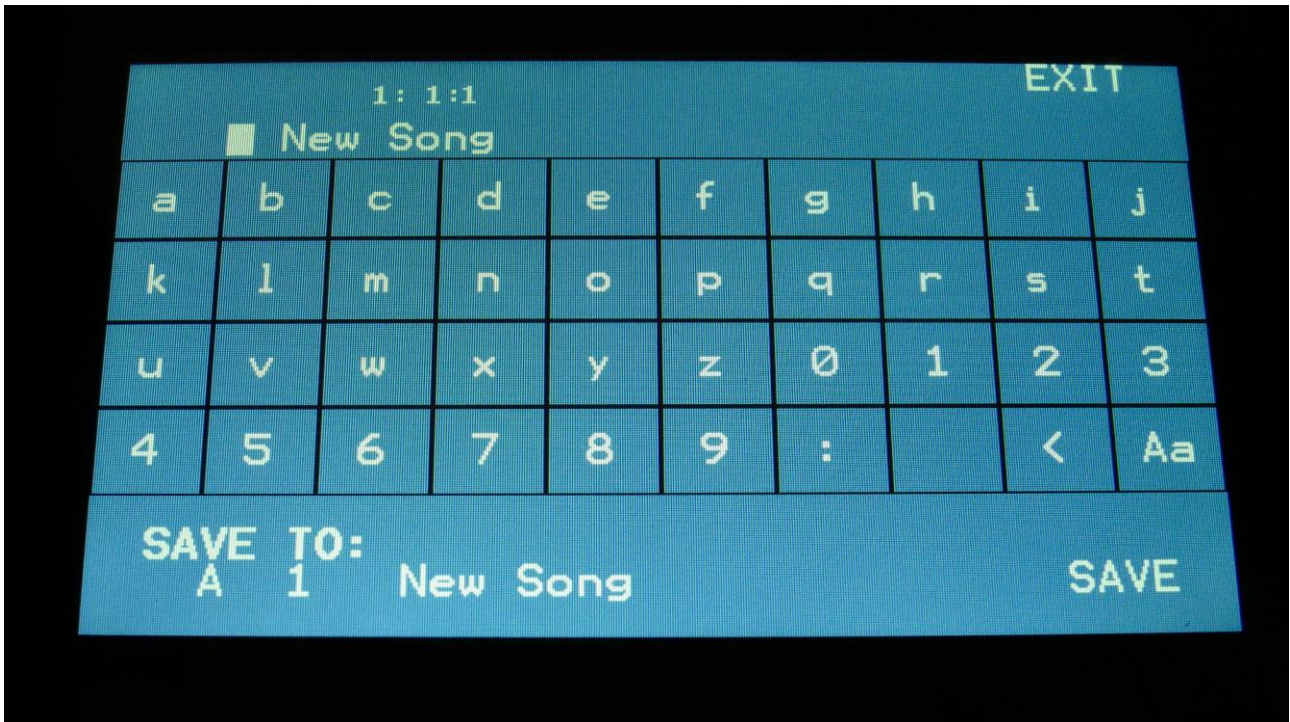 EXIT
1: 1:1
New Song
a b c d e f g h i j
k l m n o p q r s t
u v w x y z 0 1 2 3
4 5 6 7 8 9 : < Aa
SAVE TO:
A 1 New Song SAVE